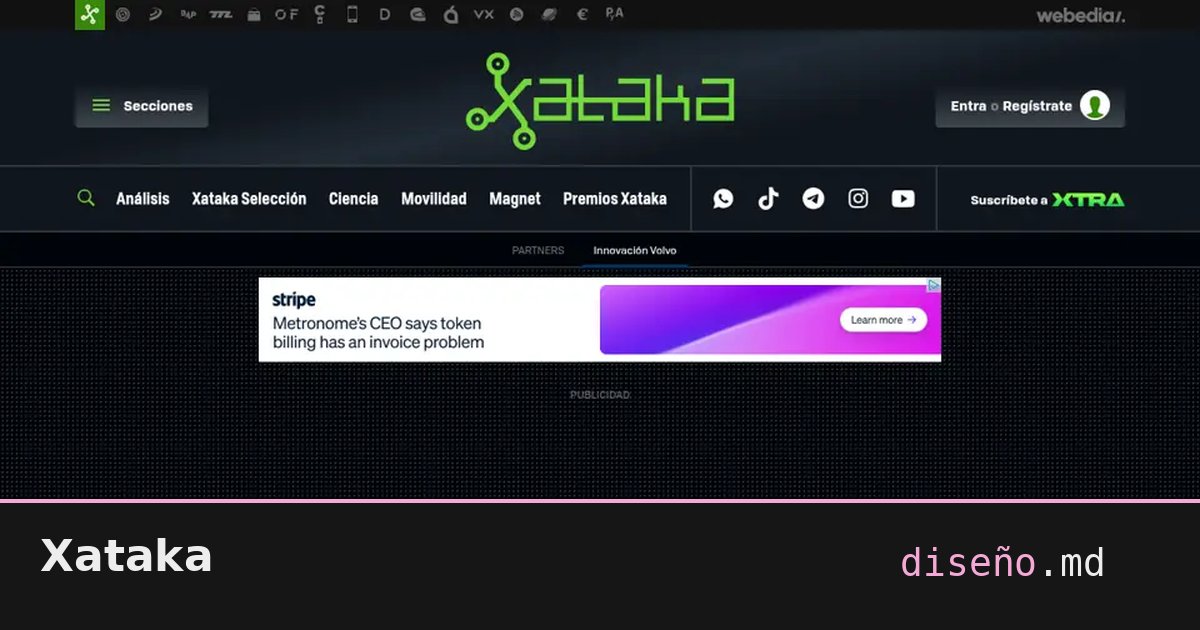 webedia/.
Secciones
xataka
Entra o Regístrate
Análisis Xataka Selección Ciencia Movilidad Magnet Premios Xataka
Suscríbete a XTRA
PARTNERS Innovación Volvo
stripe
Metronome's CEO says token
billing has an invoice problem
Learn more →
PUBLICIDAD
Xataka
diseño.md